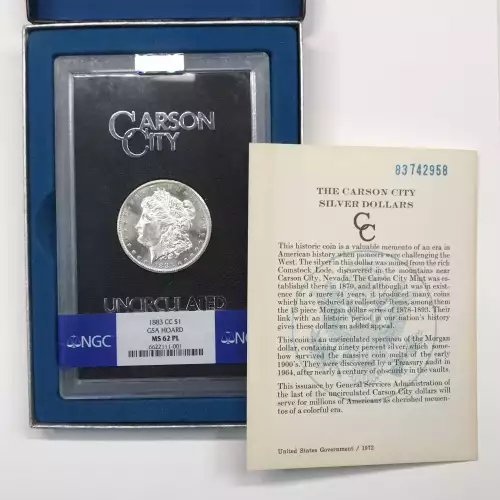 CARSON
CITY
UNCIRCULATED
NGC
1883 CC $1
GSA HOARD
MS 62 PL
NGC
83742958
THE CARSON CITY
SILVER DOLLARS
CC
This historic coin is a valuable memento of an era in
American history when pioneers were challenging the
West. The silver in this dollar was mined from the rich
Comstock Lode, discovered in the mountains near
Carson City, Nevada. The Carson City Mint was es-
tablished there in 1870, and although it was in exist-
ence for a mere 24 years, it produced many coins
which have endured as collectors' items, among them
the 13 piece Morgan dollar series of 1878-1893. Their
link with an historic period in our nation's history
gives these dollars an added appeal.
This coin is an uncirculated specimen of the Morgan
dollar, containing ninety percent silver, which some-
how survived the massive coin melts of the early
1900's. They were discovered by a Treasury audit in
1964, after nearly a century of obscurity in the vaults.
This issuance by General Services Administration of
the last of the uncirculated Carson City dollars will
serve for millions of Americans as cherished memen-
tos of a colorful era.
United States Government / 1972